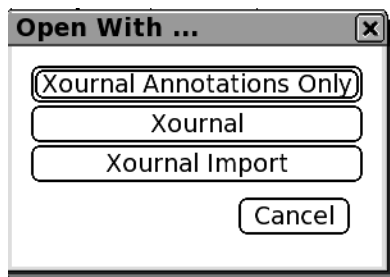 Open With ...
Xournal Annotations Only
Xournal
Xournal Import
Cancel